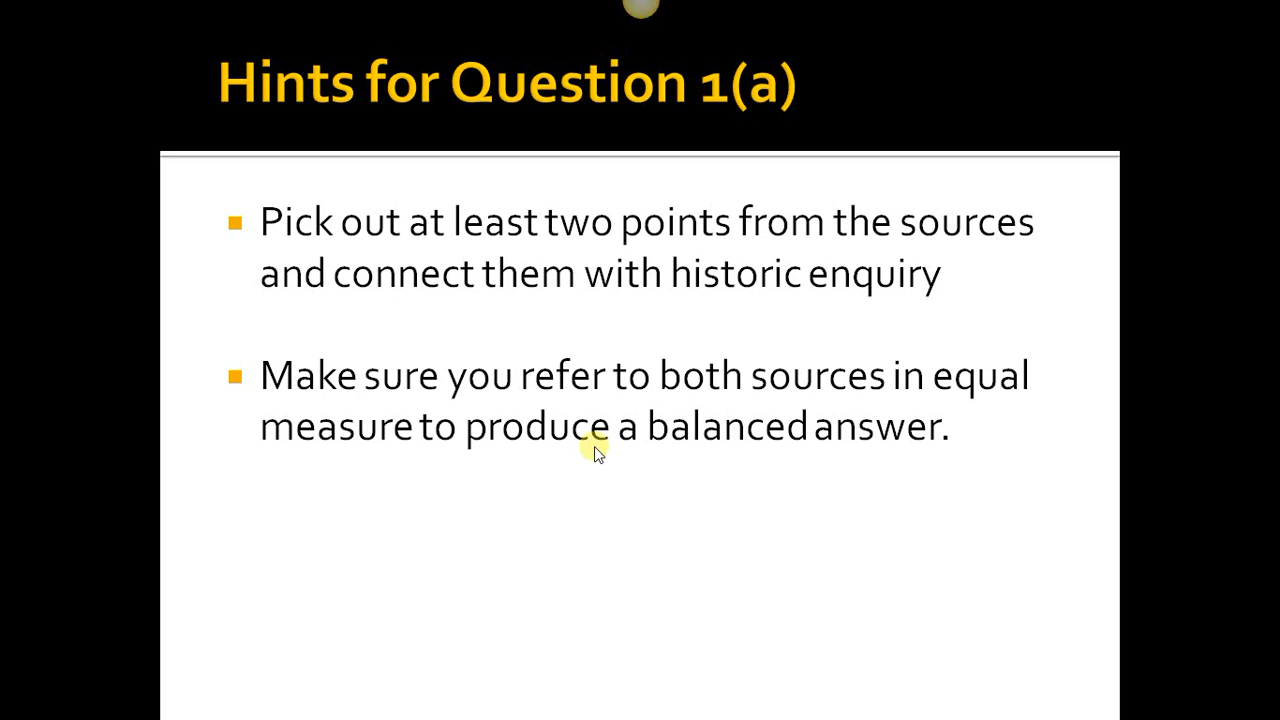 Hints for Question 1(a)
Pick out at least two points from the sources
and connect them with historic enquiry
Make sure you refer to both sources in equal
measure to produce a balanced answer.